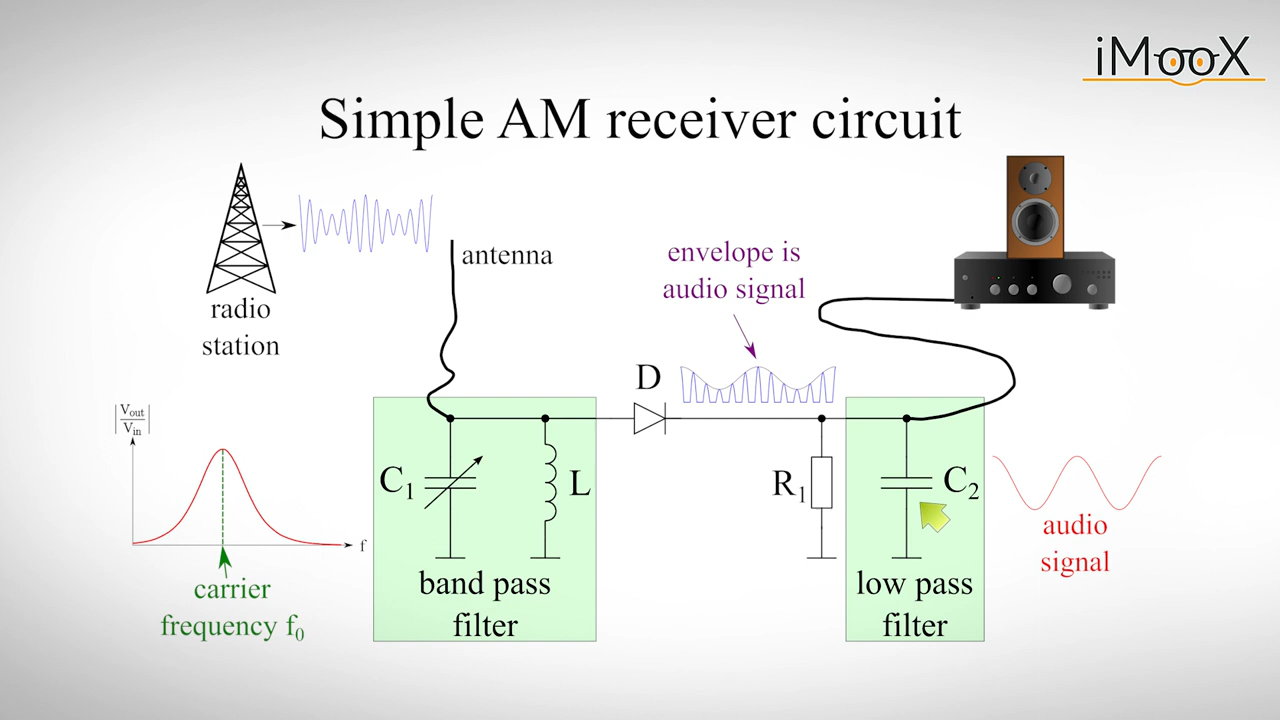 iMooX
Simple AM receiver circuit
radio
station
antenna
envelope is
audio signal
D
|Vout/Vin|
f
carrier
frequency f0
C1
L
band pass
filter
R1
C2
low pass
filter
audio
signal